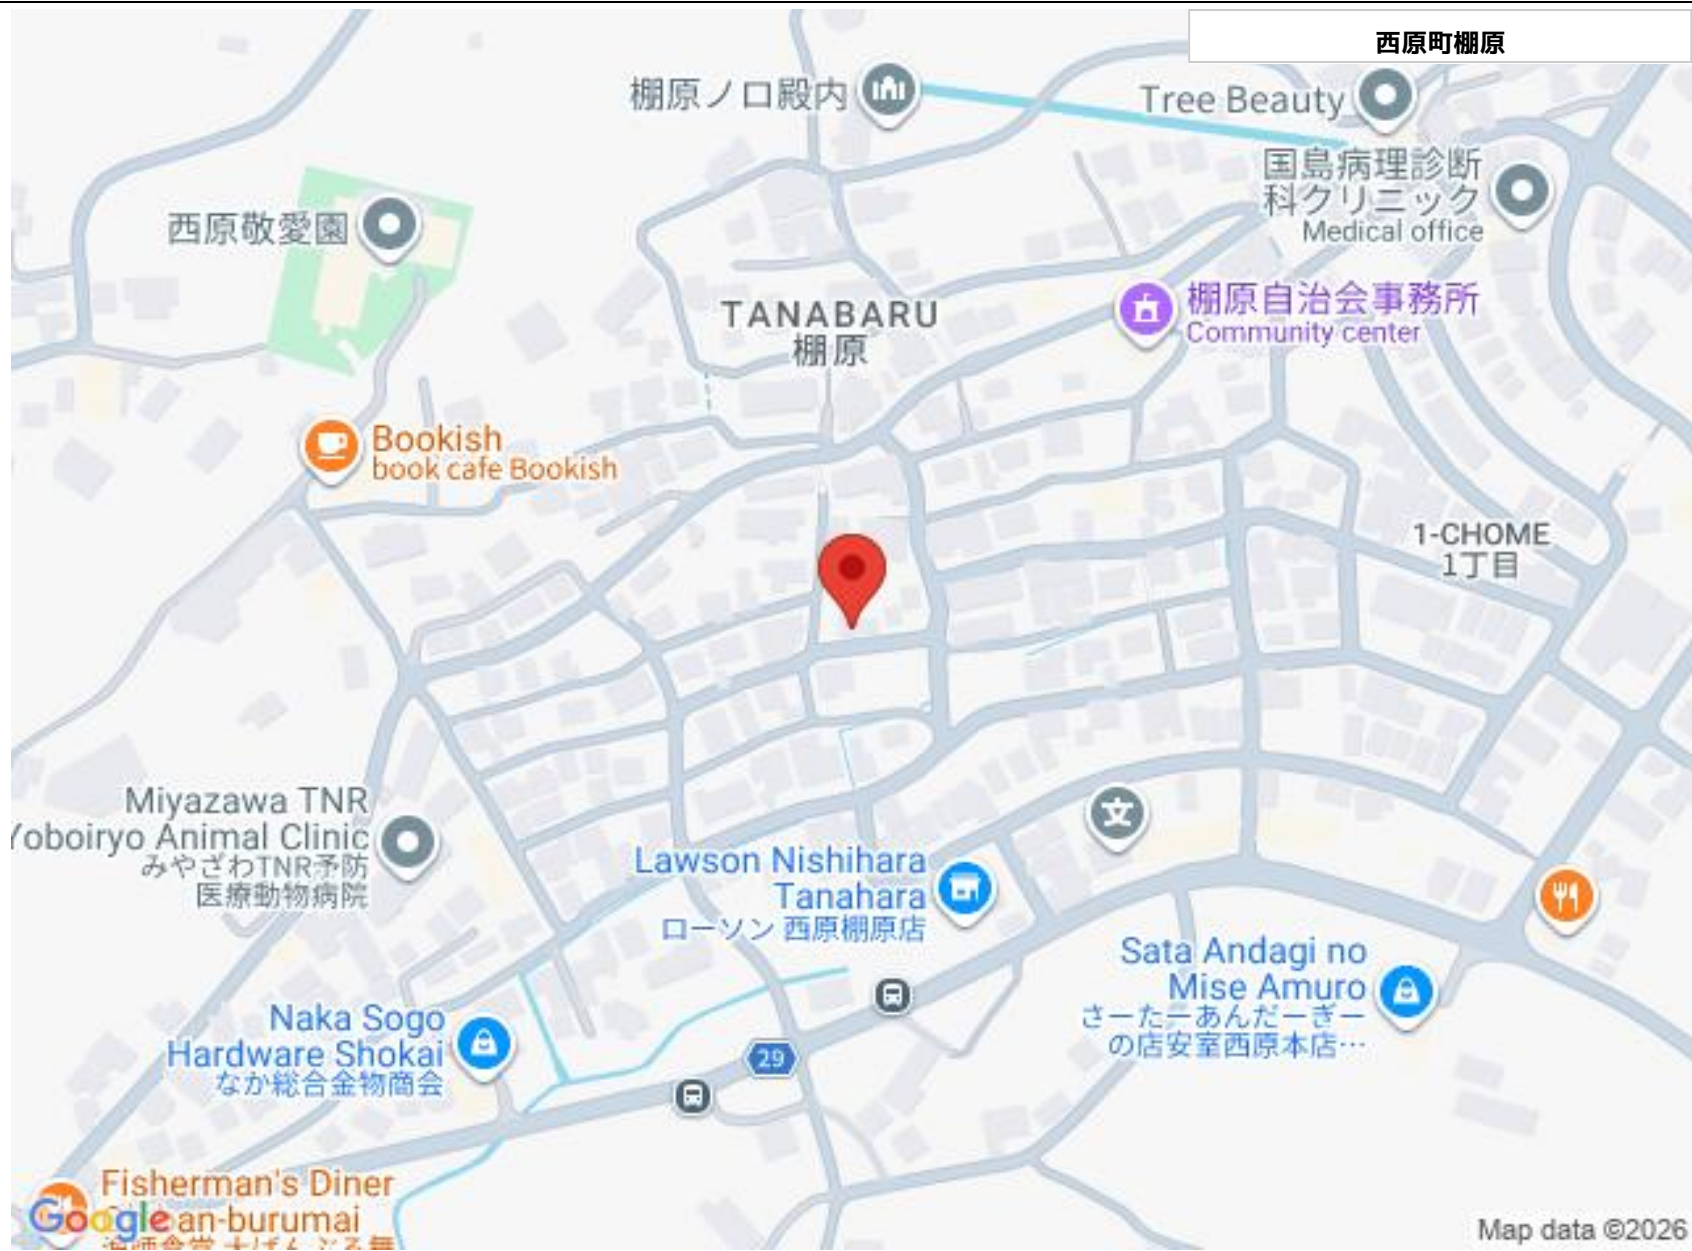 西原町棚原
棚原ノロ殿内
Tree Beauty
国島病理診断
科クリニック
Medical office
西原敬愛園
TANABARU
棚原
棚原自治会事務所
Community center
Bookish
book cafe Bookish
1-CHOME
1丁目
Miyazawa TNR
Yoboiryo Animal Clinic
みやざわTNR予防
医療動物病院
文
Lawson Nishihara
Tanahara
ローソン 西原棚原店
Sata Andagi no
Mise Amuro
さーたーあんだーぎー
の店安室西原本店…
Naka Sogo
Hardware Shokai
なか総合金物商会
29
Fisherman's Diner
an-burumai
Google
Map data ©2026